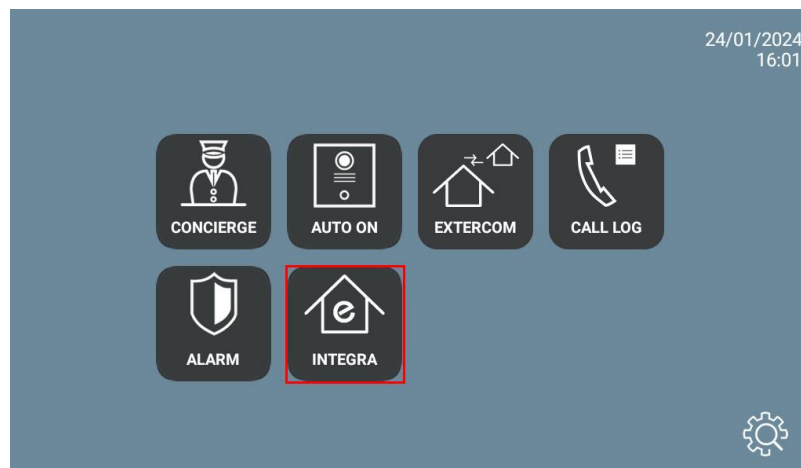 24/01/2024
16:01
CONCIERGE
AUTO ON
EXTERCOM
CALL LOG
e
ALARM
INTEGRA